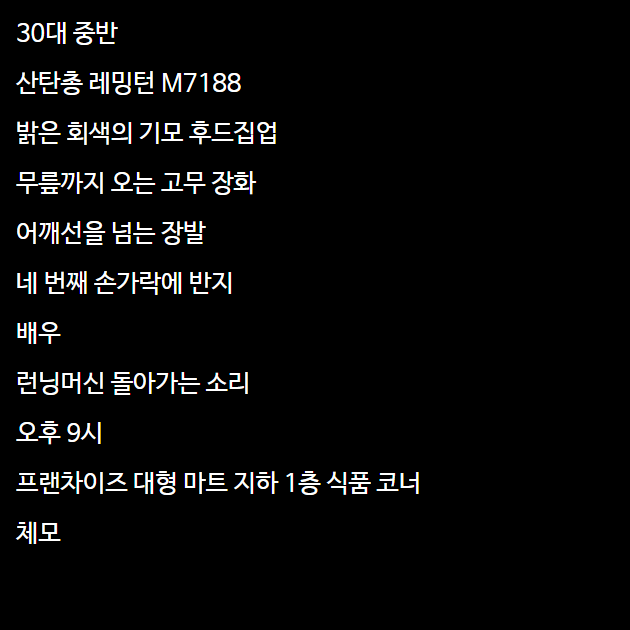 30대 중반
산탄총 레밍턴 M7188
밝은 회색의 기모 후드집업
무릎까지 오는 고무 장화
어깨선을 넘는 장발
네 번째 손가락에 반지
배우
런닝머신 돌아가는 소리
오후 9시
프랜차이즈 대형 마트 지하 1층 식품 코너
체모